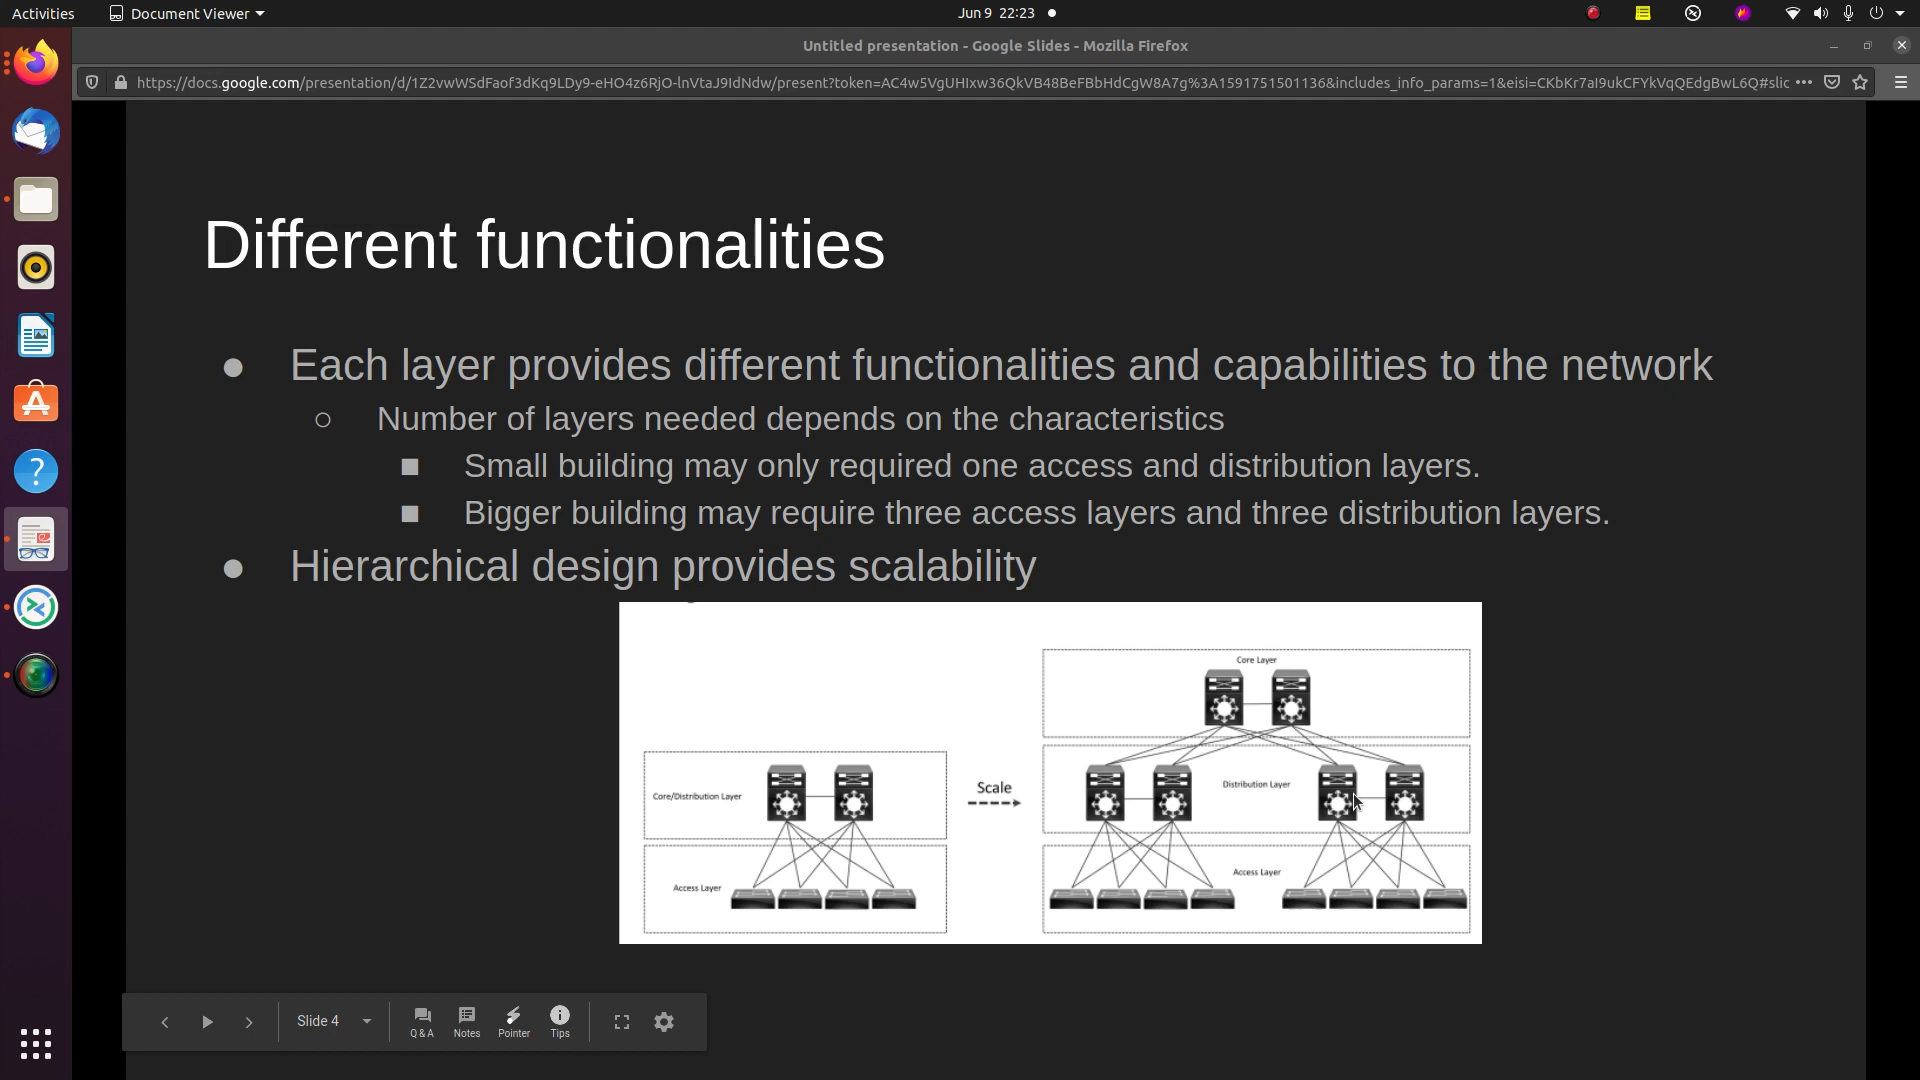 Activities
Document Viewer
Jun 9 22:23
Untitled presentation - Google Slides - Mozilla Firefox
https://docs.google.com/presentation/d/1Z2vwWSdFaof3dKq9LDy9-eHO4z6RjO-lnVtaJ9IdNdw/present?token=AC4w5VgUHIxw36QkVB48BeFBbHdCgW8A7g%3A1591751501136&includes_info_params=1&eisi=CKbKr7aI9ukCFYkVqQEdgBwL6Q#slic
Different functionalities
● Each layer provides different functionalities and capabilities to the network
○ Number of layers needed depends on the characteristics
■ Small building may only required one access and distribution layers.
■ Bigger building may require three access layers and three distribution layers.
● Hierarchical design provides scalability
Core Layer
Core/Distribution Layer
Scale
Distribution Layer
Access Layer
Access Layer
Slide 4
Q & A
Notes
Pointer
Tips